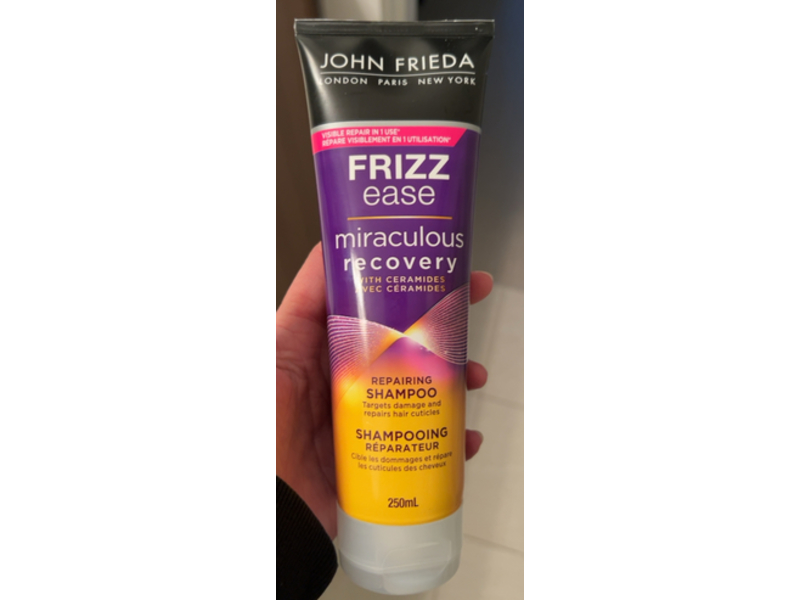 JOHN FRIEDA
LONDON PARIS NEW YORK
VISIBLE REPAIR IN 1 USE*
RÉPARE VISIBLEMENT EN 1 UTILISATION*
FRIZZ
ease
miraculous
recovery
WITH CERAMIDES
AVEC CÉRAMIDES
REPAIRING
SHAMPOO
Targets damage and
repairs hair cuticles
SHAMPOOING
RÉPARATEUR
Cible les dommages et répare
les cuticules des cheveux
250mL